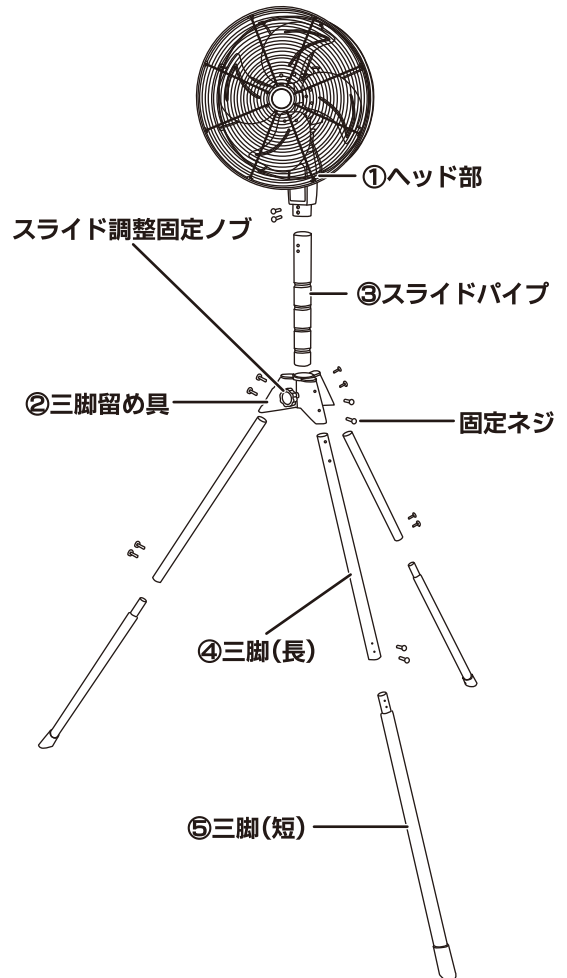 ①ヘッド部
スライド調整固定ノブ
③スライドパイプ
②三脚留め具
固定ネジ
④三脚(長)
⑤三脚(短)